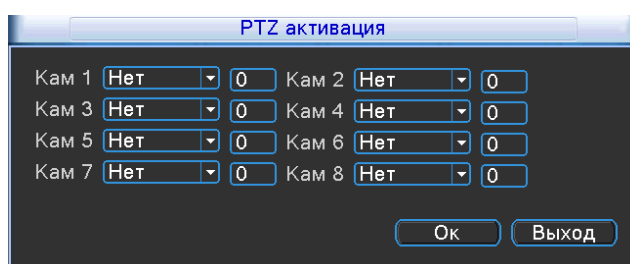 PTZ активация
Кам 1 Нет 0 Кам 2 Нет 0
Кам 3 Нет 0 Кам 4 Нет 0
Кам 5 Нет 0 Кам 6 Нет 0
Кам 7 Нет 0 Кам 8 Нет 0
Ок Выход